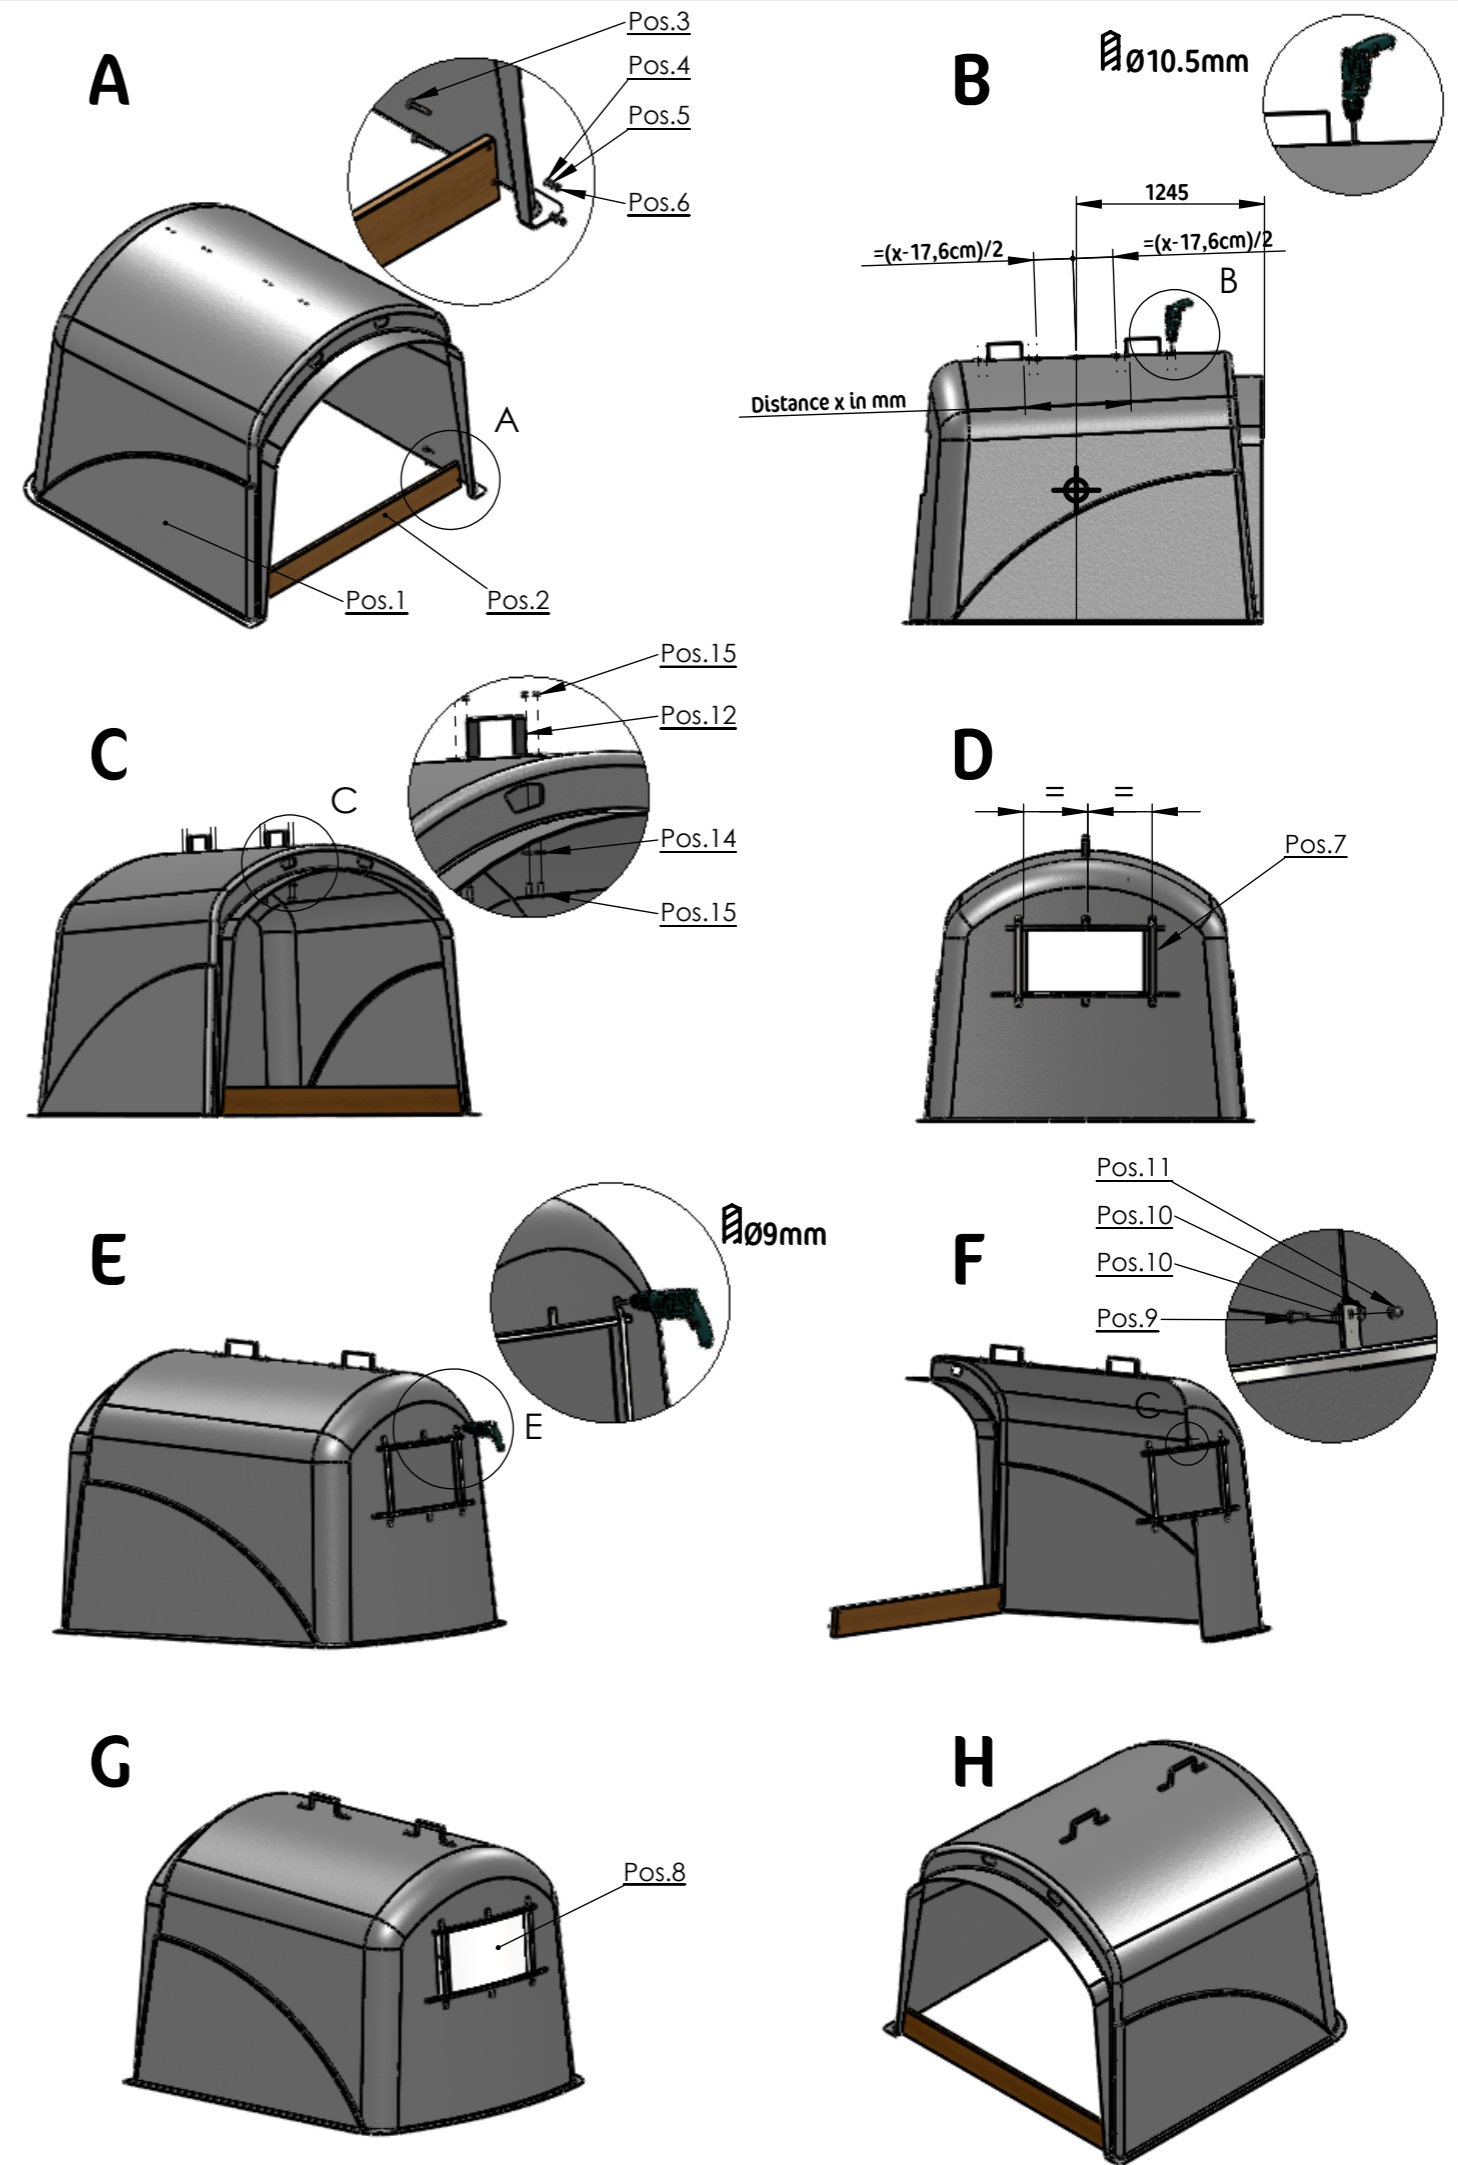 A
Pos.3
Pos.4
Pos.5
Pos.6
A
Pos.1
Pos.2
B
Ø10.5mm
1245
=(x-17,6cm)/2
=(x-17,6cm)/2
B
Distance x in mm
C
Pos.15
Pos.12
C
Pos.14
Pos.15
D
= =
Pos.7
E
Ø9mm
E
F
Pos.11
Pos.10
Pos.10
Pos.9
C
G
Pos.8
H